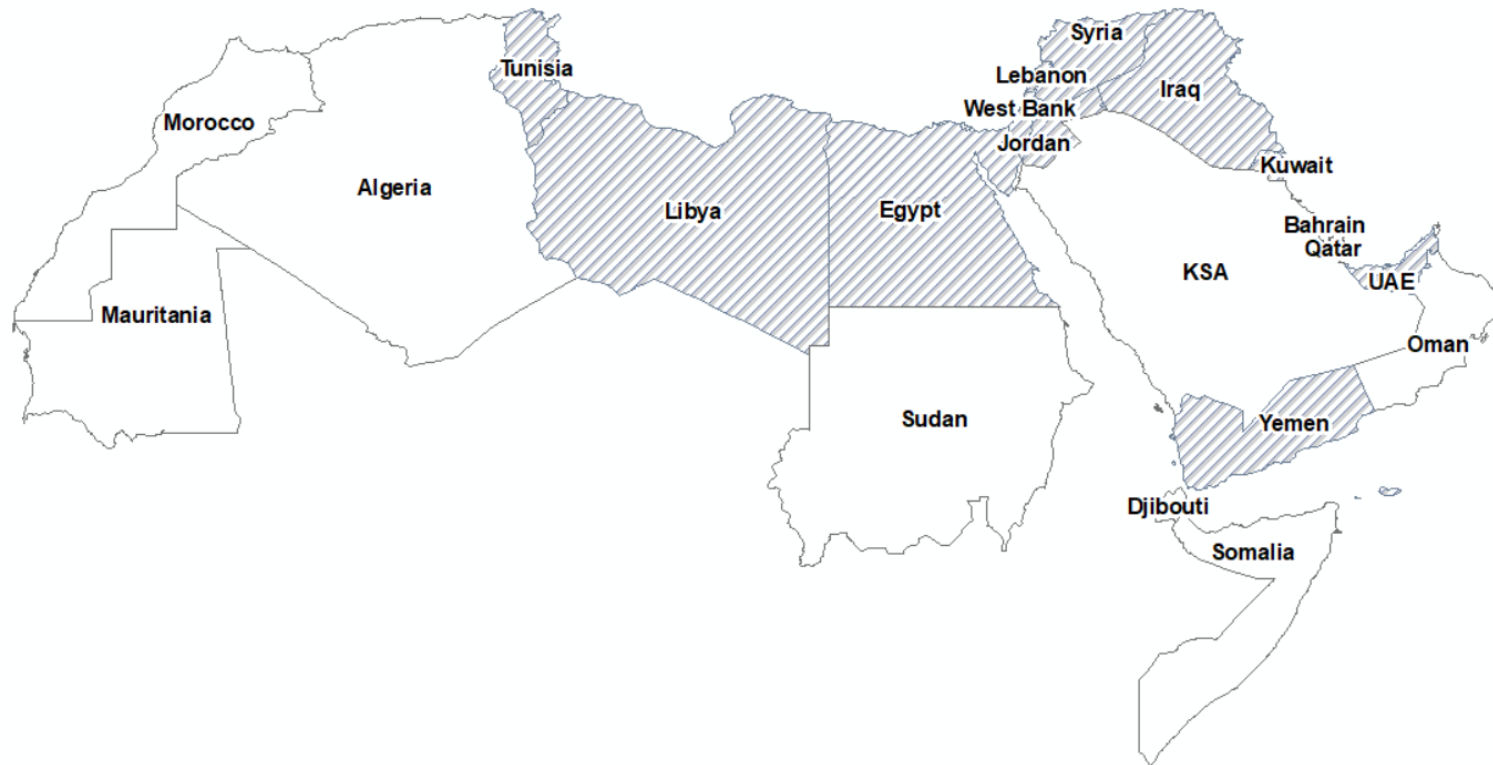 Syria
Tunisia
Lebanon
Iraq
West Bank
Morocco
Jordan
Kuwait
Algeria
Libya
Egypt
Bahrain
Qatar
KSA
UAE
Mauritania
Oman
Sudan
Yemen
Djibouti
Somalia